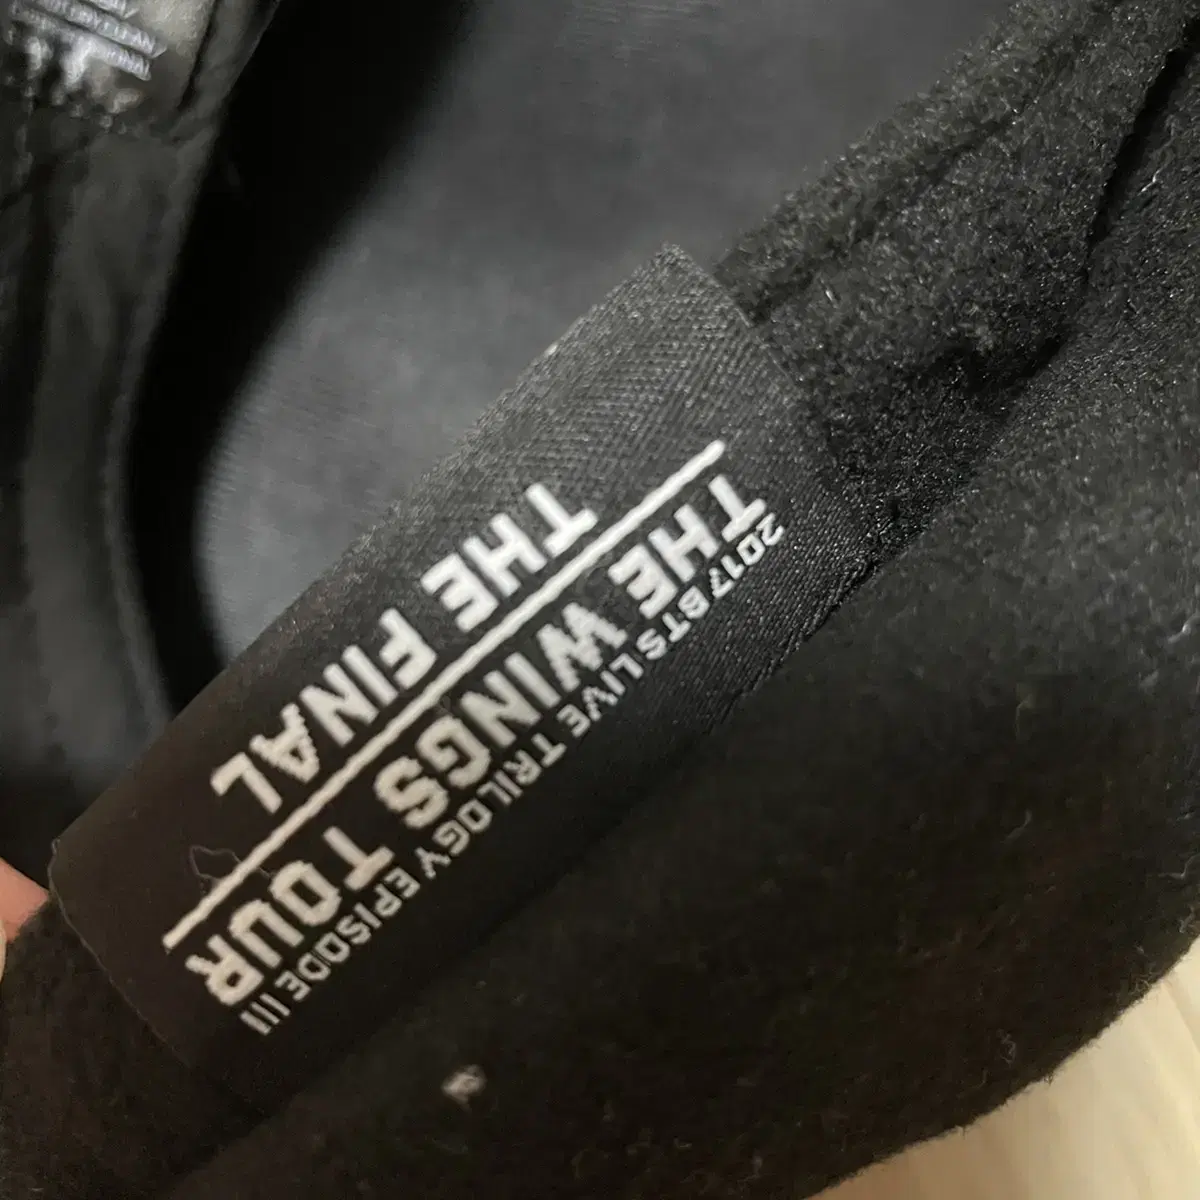 2017 BTS LIVE TRILOGY EPISODE III
THE WINGS TOUR
THE FINAL